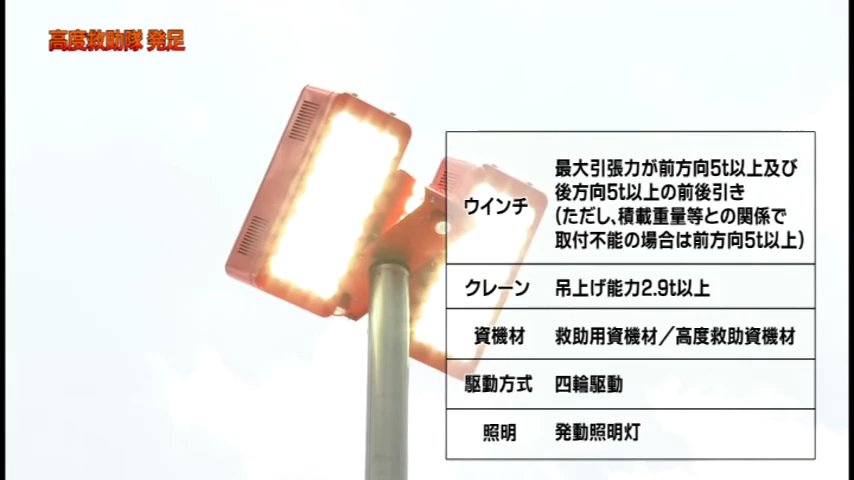 高度救助隊 発足
ウインチ
最大引張力が前方向5t以上及び
後方向5t以上の前後引き
(ただし、積載重量等との関係で
取付不能の場合は前方向5t以上)
クレーン 吊上げ能力2.9t以上
資機材 救助用資機材／高度救助資機材
駆動方式 四輪駆動
照明 発動照明灯